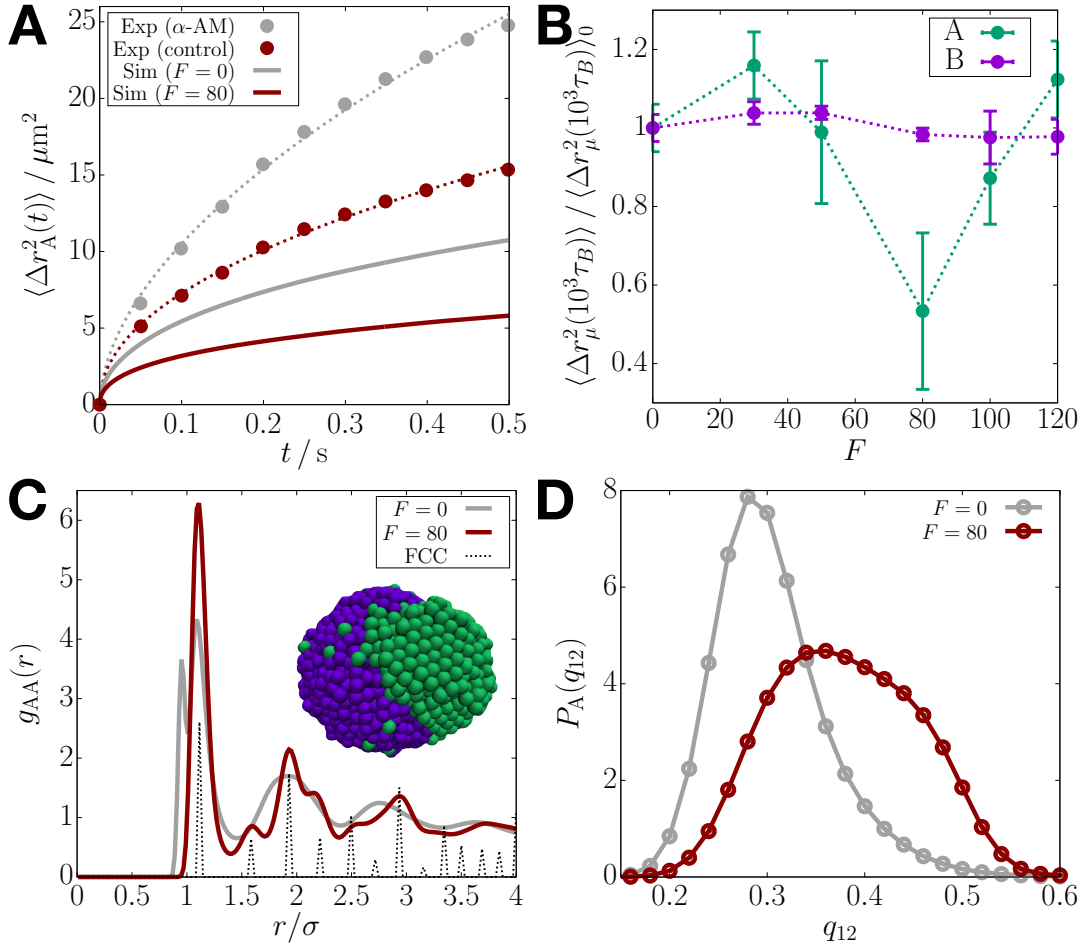 A
25
20
15
10
5
0
0
0.1
0.2
0.3
0.4
0.5
⟨Δr²_A(t)⟩ / μm²
t / s
Exp (α-AM)
Exp (control)
Sim (F = 0)
Sim (F = 80)
B
1.2
1
0.8
0.6
0.4
0
20
40
60
80
100
120
⟨Δr²_μ(10³τ_B)⟩ / ⟨Δr²_μ(10³τ_B)⟩₀
F
A
B
C
6
5
4
3
2
1
0
0
0.5
1
1.5
2
2.5
3
3.5
4
g_AA(r)
r/σ
F = 0
F = 80
FCC
D
8
6
4
2
0
0.2
0.3
0.4
0.5
0.6
P_A(q₁₂)
q₁₂
F = 0
F = 80